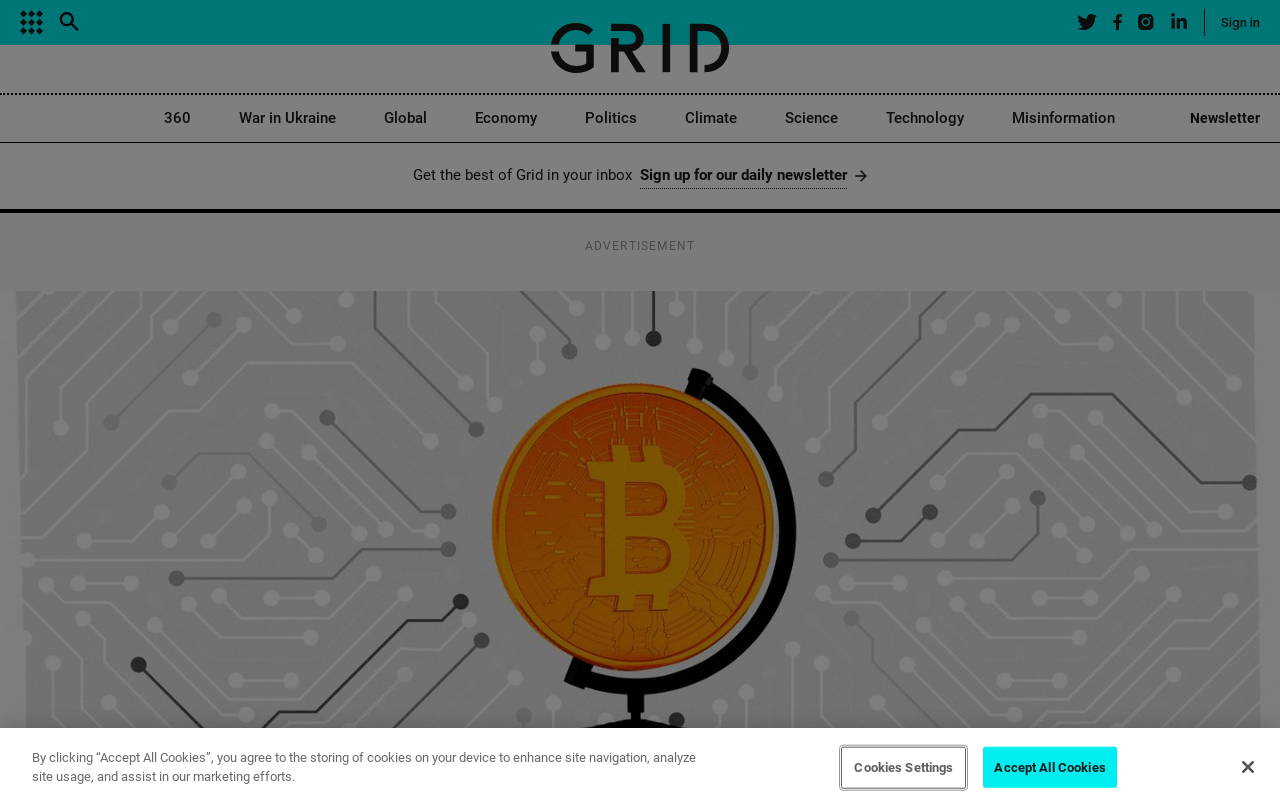 Sign in
GRID
360 War in Ukraine Global Economy Politics Climate Science Technology Misinformation Newsletter
Get the best of Grid in your inbox Sign up for our daily newsletter →
ADVERTISEMENT
By clicking “Accept All Cookies”, you agree to the storing of cookies on your device to enhance site navigation, analyze
site usage, and assist in our marketing efforts.
Cookies Settings
Accept All Cookies